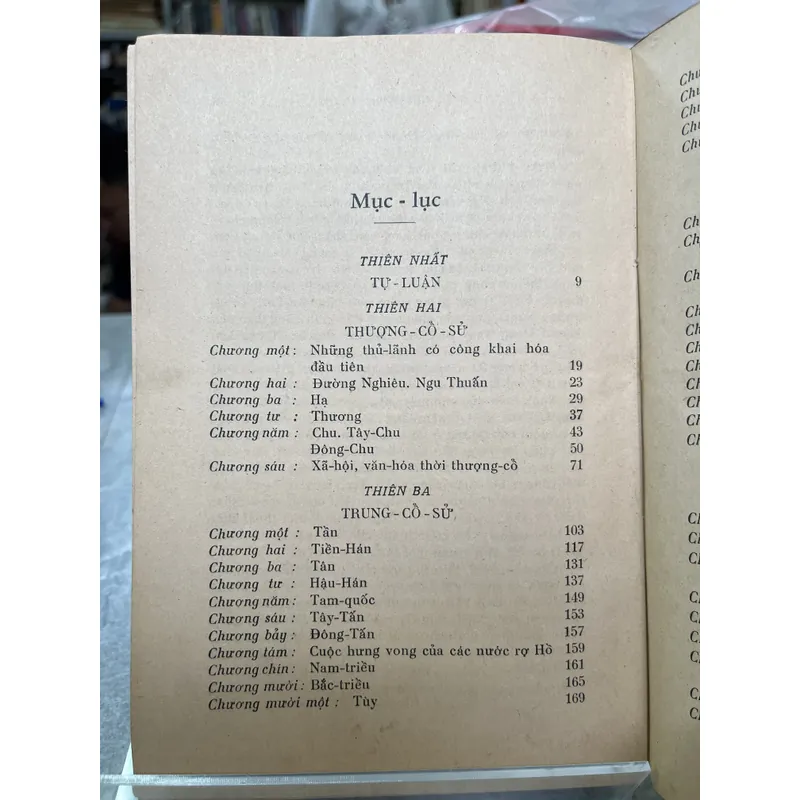 Mục - lục
THIÊN NHẤT
TỰ - LUẬN 9
THIÊN HAI
THƯỢNG - CỔ - SỬ
Chương một : Những thủ-lãnh có công khai hóa
đầu tiên 19
Chương hai : Đường Nghiêu. Ngu Thuấn 23
Chương ba : Hạ 29
Chương tư : Thương 37
Chương năm : Chu. Tây-Chu 43
Đông-Chu 50
Chương sáu : Xã-hội, văn-hóa thời thượng-cổ 71
THIÊN BA
TRUNG - CỔ - SỬ
Chương một : Tần 103
Chương hai : Tiền-Hán 117
Chương ba : Tân 131
Chương tư : Hậu-Hán 137
Chương năm : Tam-quốc 149
Chương sáu : Tây-Tấn 153
Chương bảy : Đông-Tấn 157
Chương tám : Cuộc hưng vong của các nước rợ Hồ 159
Chương chín : Nam-triều 161
Chương mười : Bắc-triều 165
Chương mười một : Tùy 169